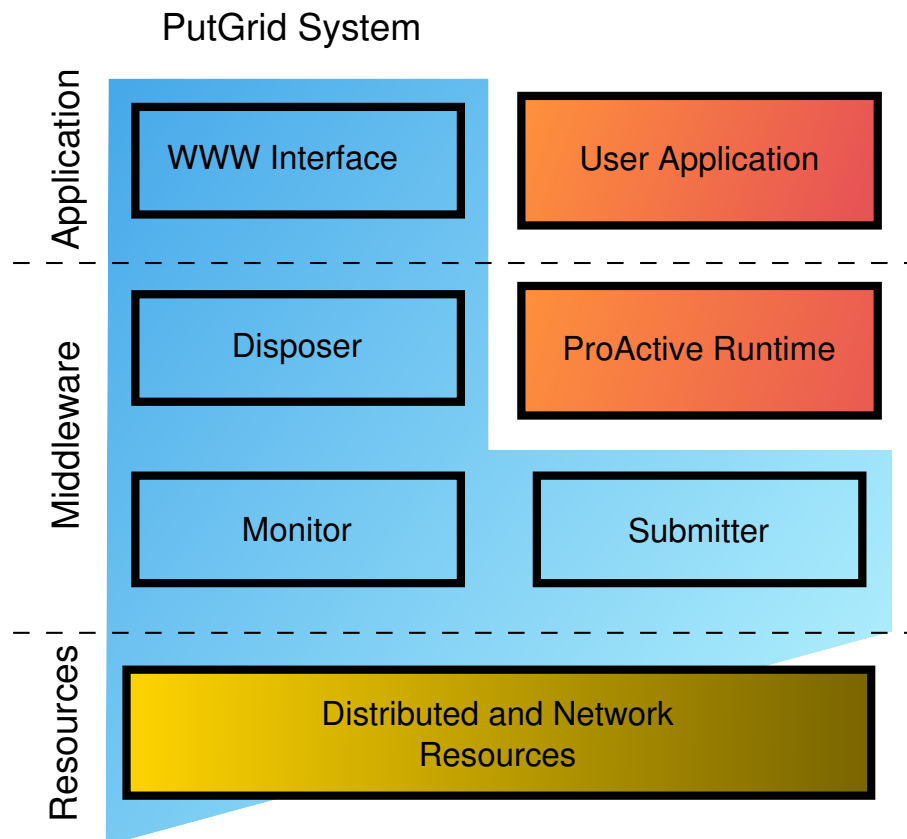 PutGrid System
Application
WWW Interface
User Application
Middleware
Disposer
ProActive Runtime
Monitor
Submitter
Resources
Distributed and Network
Resources